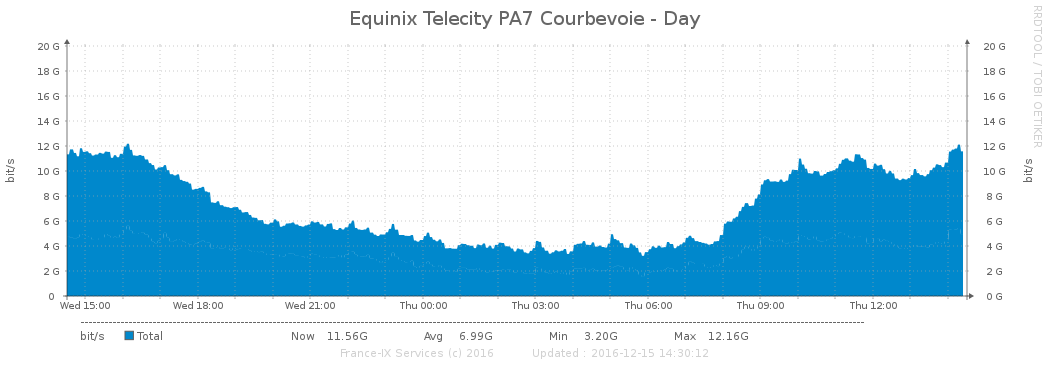 Equinix Telecity PA7 Courbevoie - Day
RRDTOOL / TOBI OETIKER
bit/s
20 G 20 G
18 G 18 G
16 G 16 G
14 G 14 G
12 G 12 G
10 G 10 G
8 G 8 G
6 G 6 G
4 G 4 G
2 G 2 G
0 0 G
bit/s
Wed 15:00 Wed 18:00 Wed 21:00 Thu 00:00 Thu 03:00 Thu 06:00 Thu 09:00 Thu 12:00
bit/s Total Now 11.56G Avg 6.99G Min 3.20G Max 12.16G
France-IX Services (c) 2016 Updated : 2016-12-15 14:30:12